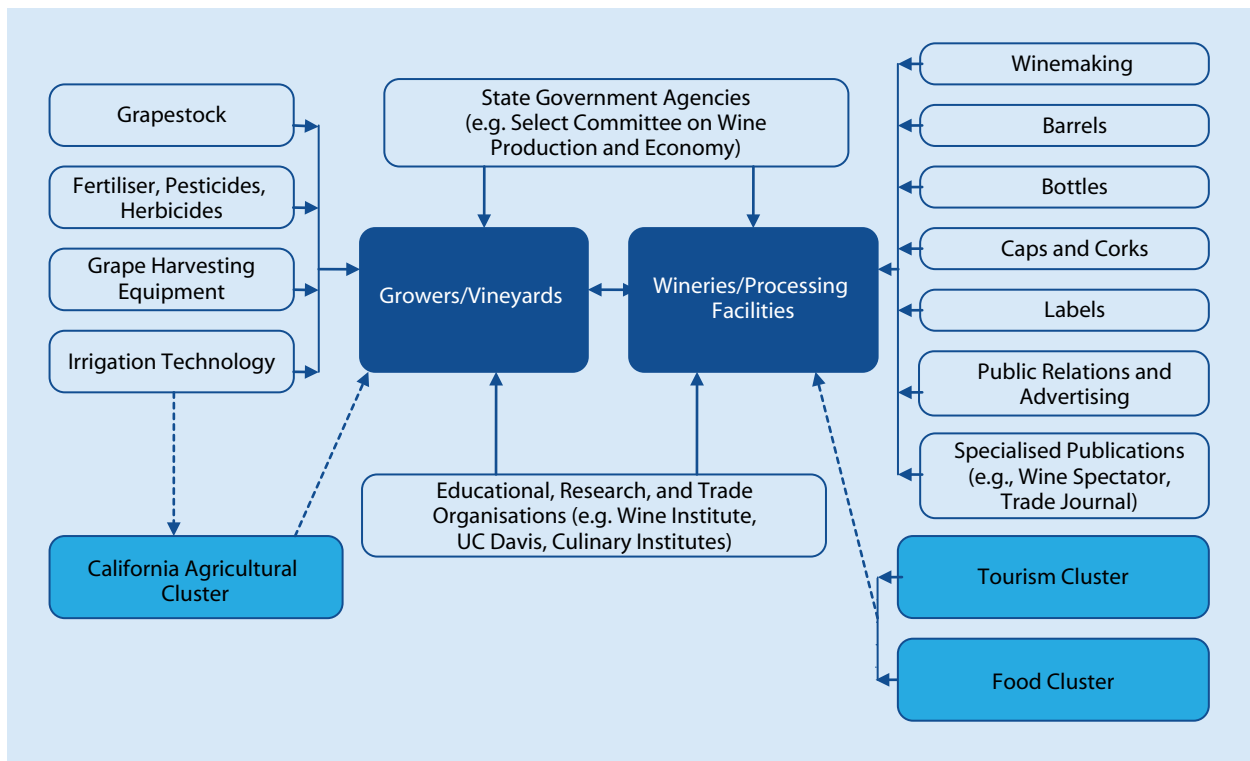 Grapestock
Fertiliser, Pesticides,
Herbicides
Grape Harvesting
Equipment
Irrigation Technology
California Agricultural
Cluster
State Government Agencies
(e.g. Select Committee on Wine
Production and Economy)
Growers/Vineyards
Wineries/Processing
Facilities
Educational, Research, and Trade
Organisations (e.g. Wine Institute,
UC Davis, Culinary Institutes)
Winemaking
Barrels
Bottles
Caps and Corks
Labels
Public Relations and
Advertising
Specialised Publications
(e.g., Wine Spectator,
Trade Journal)
Tourism Cluster
Food Cluster